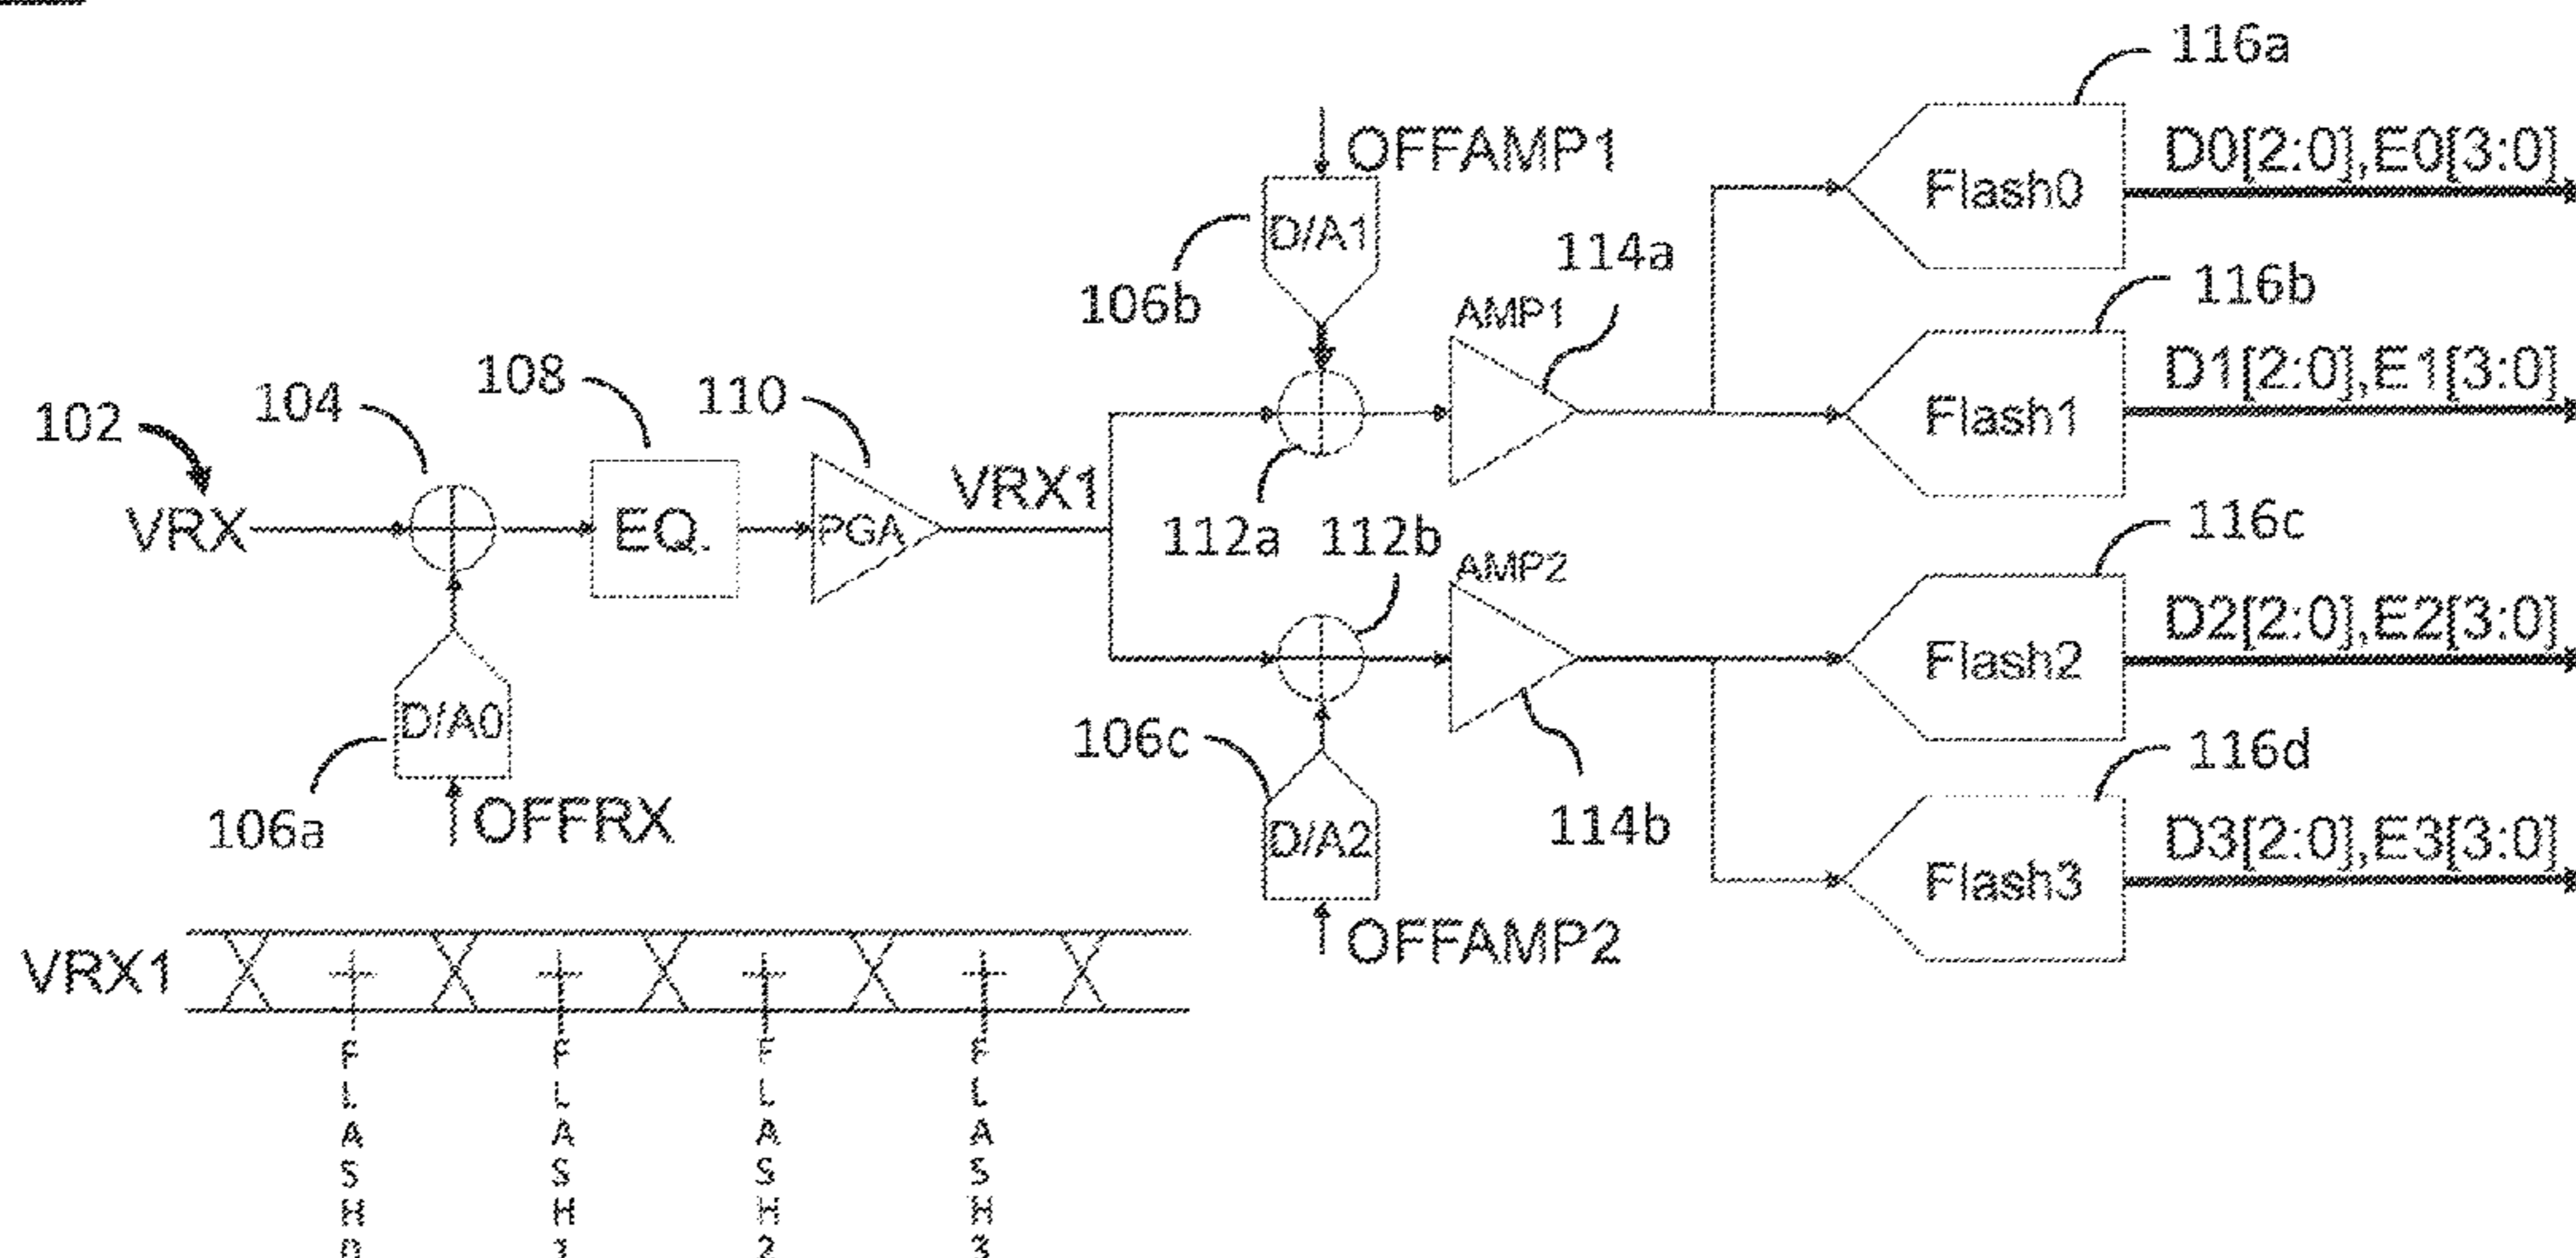 116a
D0[2:0],E0[3:0]
Flash0
OFFAMP1
D/A1
114a
106b
AMP1
116b
D1[2:0],E1[3:0]
Flash1
102
104
108
110
VRX
EQ.
PGA
VRX1
112a
112b
AMP2
116c
D2[2:0],E2[3:0]
Flash2
D/A0
106a
OFFRX
106c
D/A2
114b
OFFAMP2
116d
D3[2:0],E3[3:0]
Flash3
VRX1
FLASH0
FLASH1
FLASH2
FLASH3